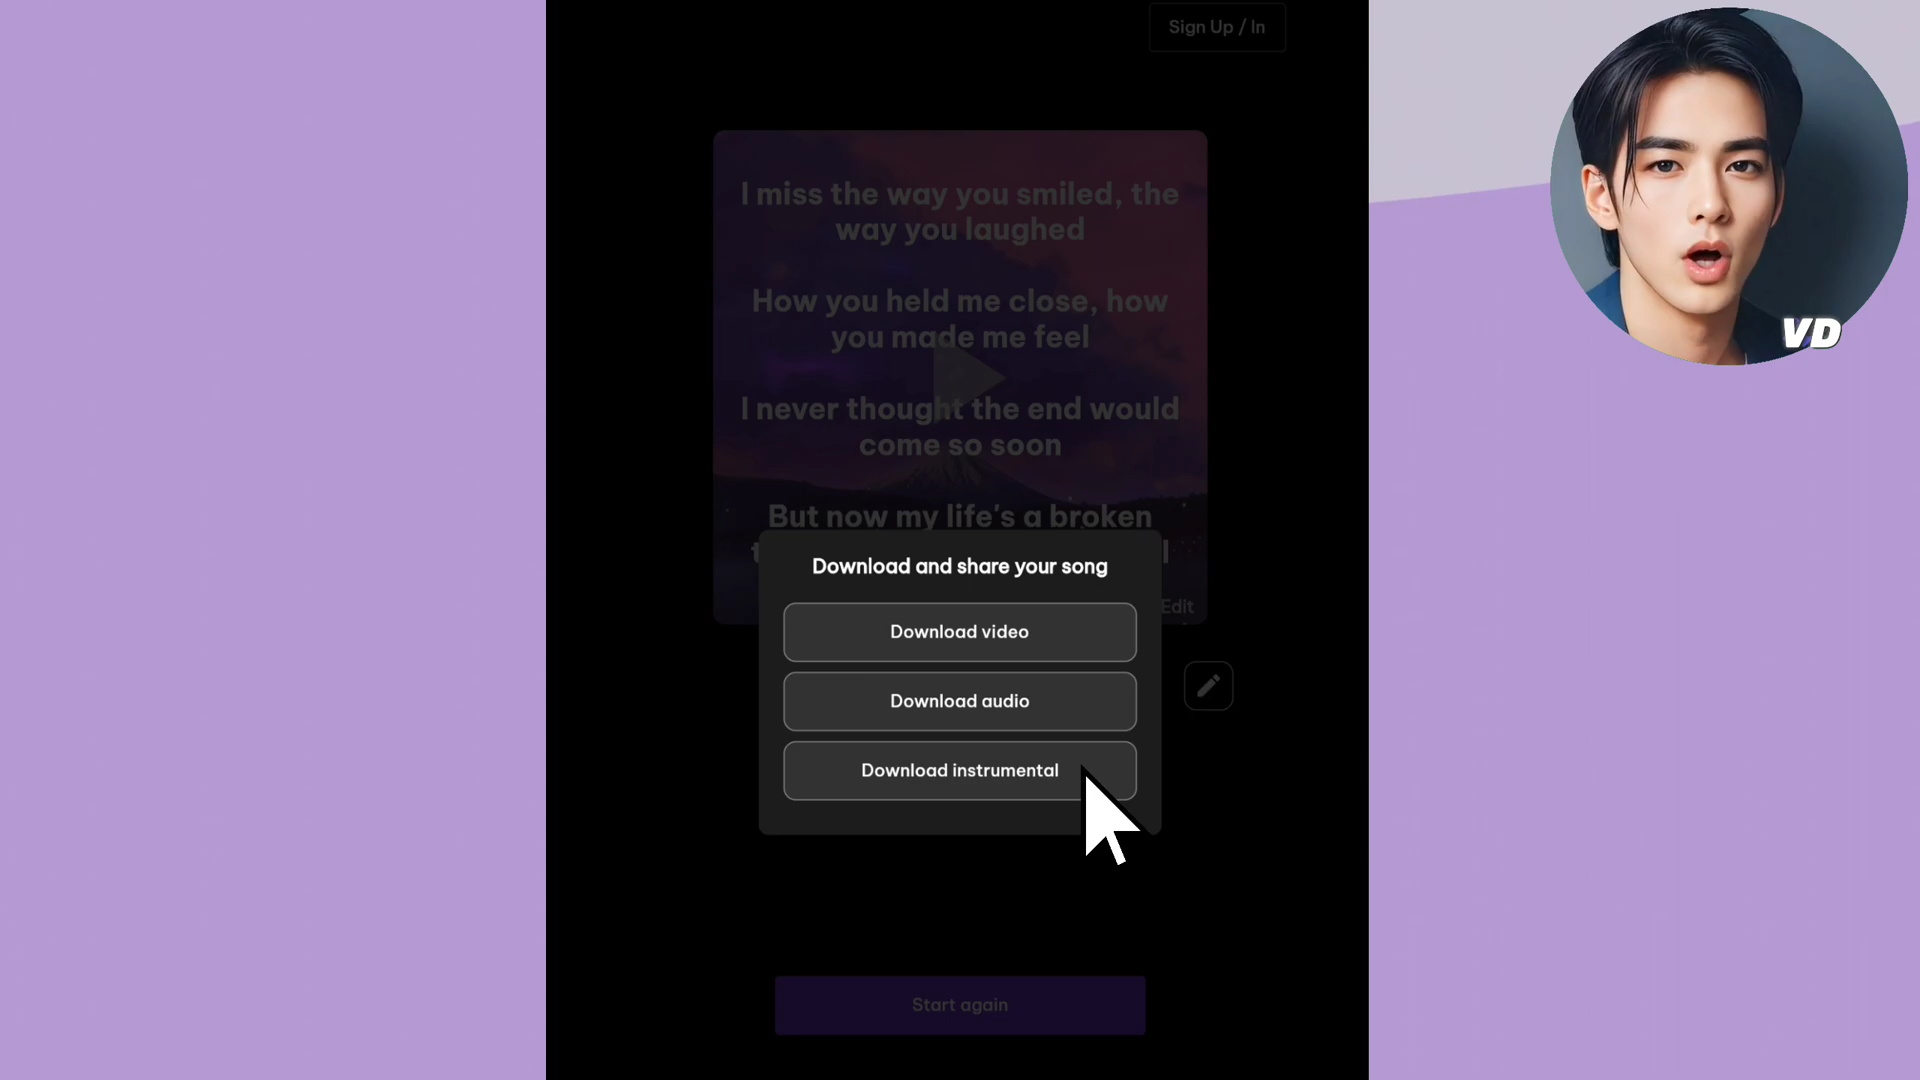 Sign Up / In
I miss the way you smiled, the
way you laughed
How you held me close, how
you made me feel
I never thought the end would
come so soon
But now my life's a broken
Download and share your song
Edit
Download video
Download audio
Download instrumental
Start again
VD